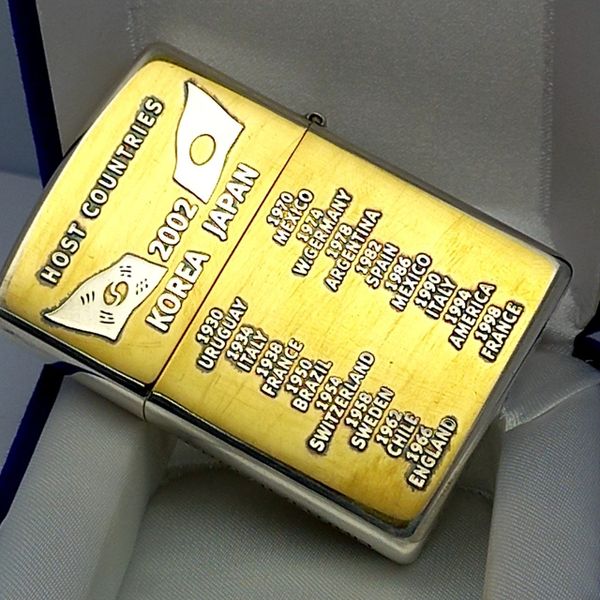 HOST COUNTRIES
2002
KOREA JAPAN
1930
URUGUAY
1934
ITALY
1938
FRANCE
1950
BRAZIL
1954
SWITZERLAND
1958
SWEDEN
1962
CHILE
1966
ENGLAND
1970
MEXICO
1974
W.GERMANY
1978
ARGENTINA
1982
SPAIN
1986
MEXICO
1990
ITALY
1994
AMERICA
1998
FRANCE